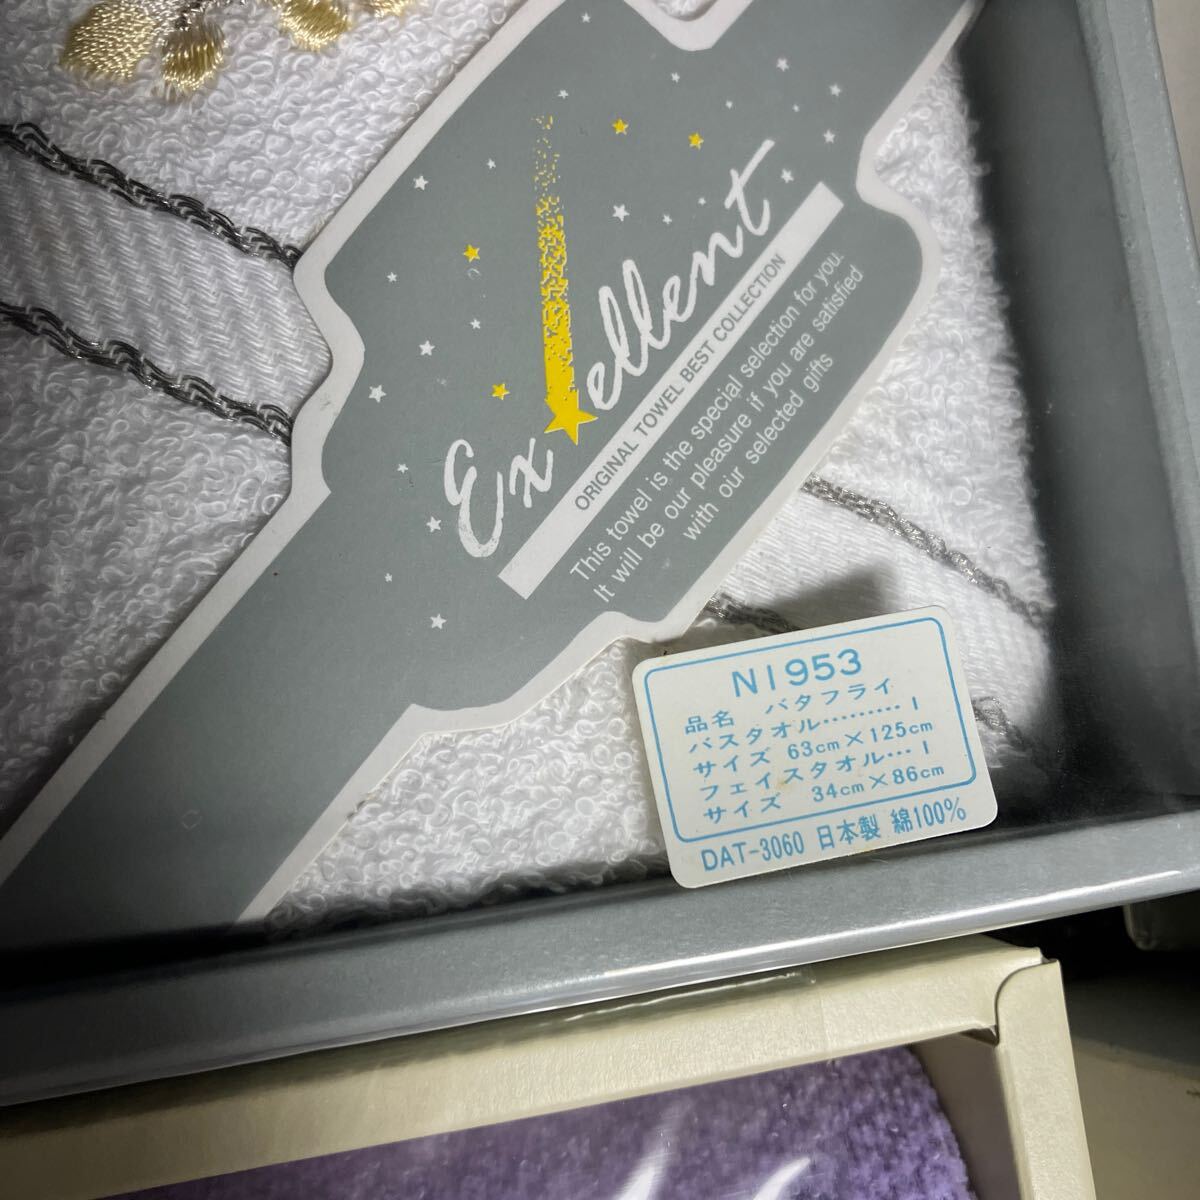 Ex★ellent
ORIGINAL TOWEL BEST COLLECTION
This towel is the special selection for you.
It will be our pleasure if you are satisfied
with our selected gifts
N1953
品名 バタフライ
バスタオル……… 1
サイズ 63cm×125cm
フェイスタオル… 1
サイズ 34cm×86cm
DAT-3060 日本製 綿100%